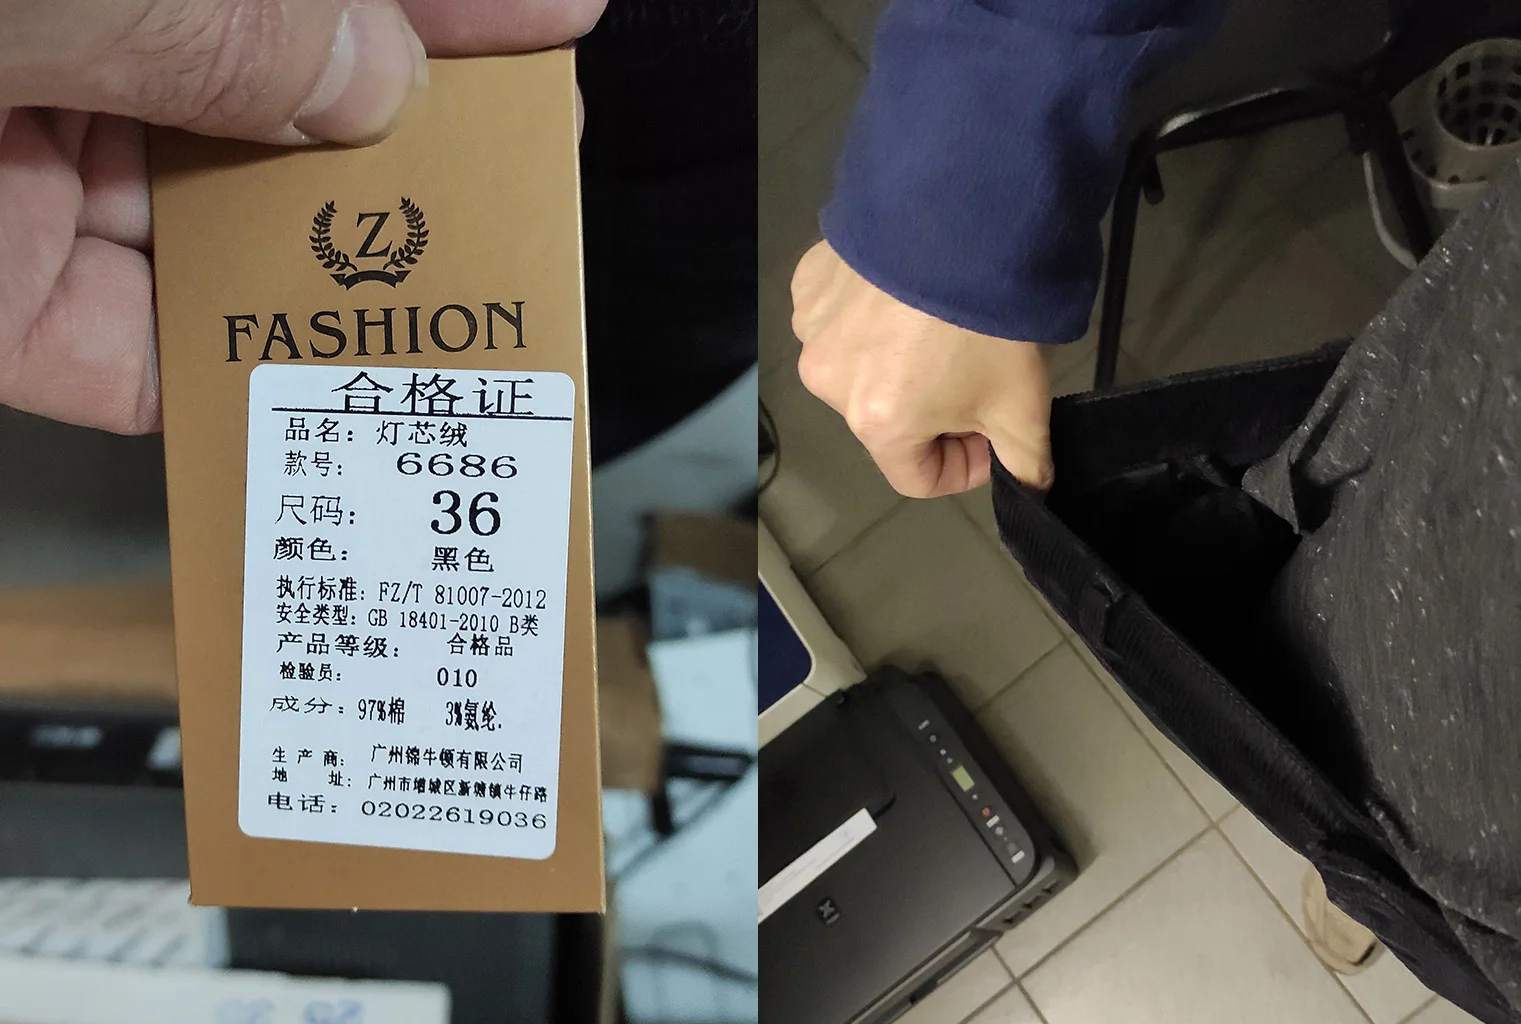 Z
FASHION
合格证
品名：灯芯绒
款号： 6686
尺码： 36
颜色： 黑色
执行标准：FZ/T 81007-2012
安全类型：GB 18401-2010 B类
产品等级： 合格品
检验员： 010
成分：97%棉 3%氨纶.
生产商： 广州锦牛顿有限公司
地址：广州市增城区新塘镇牛仔路
电话：02022619036